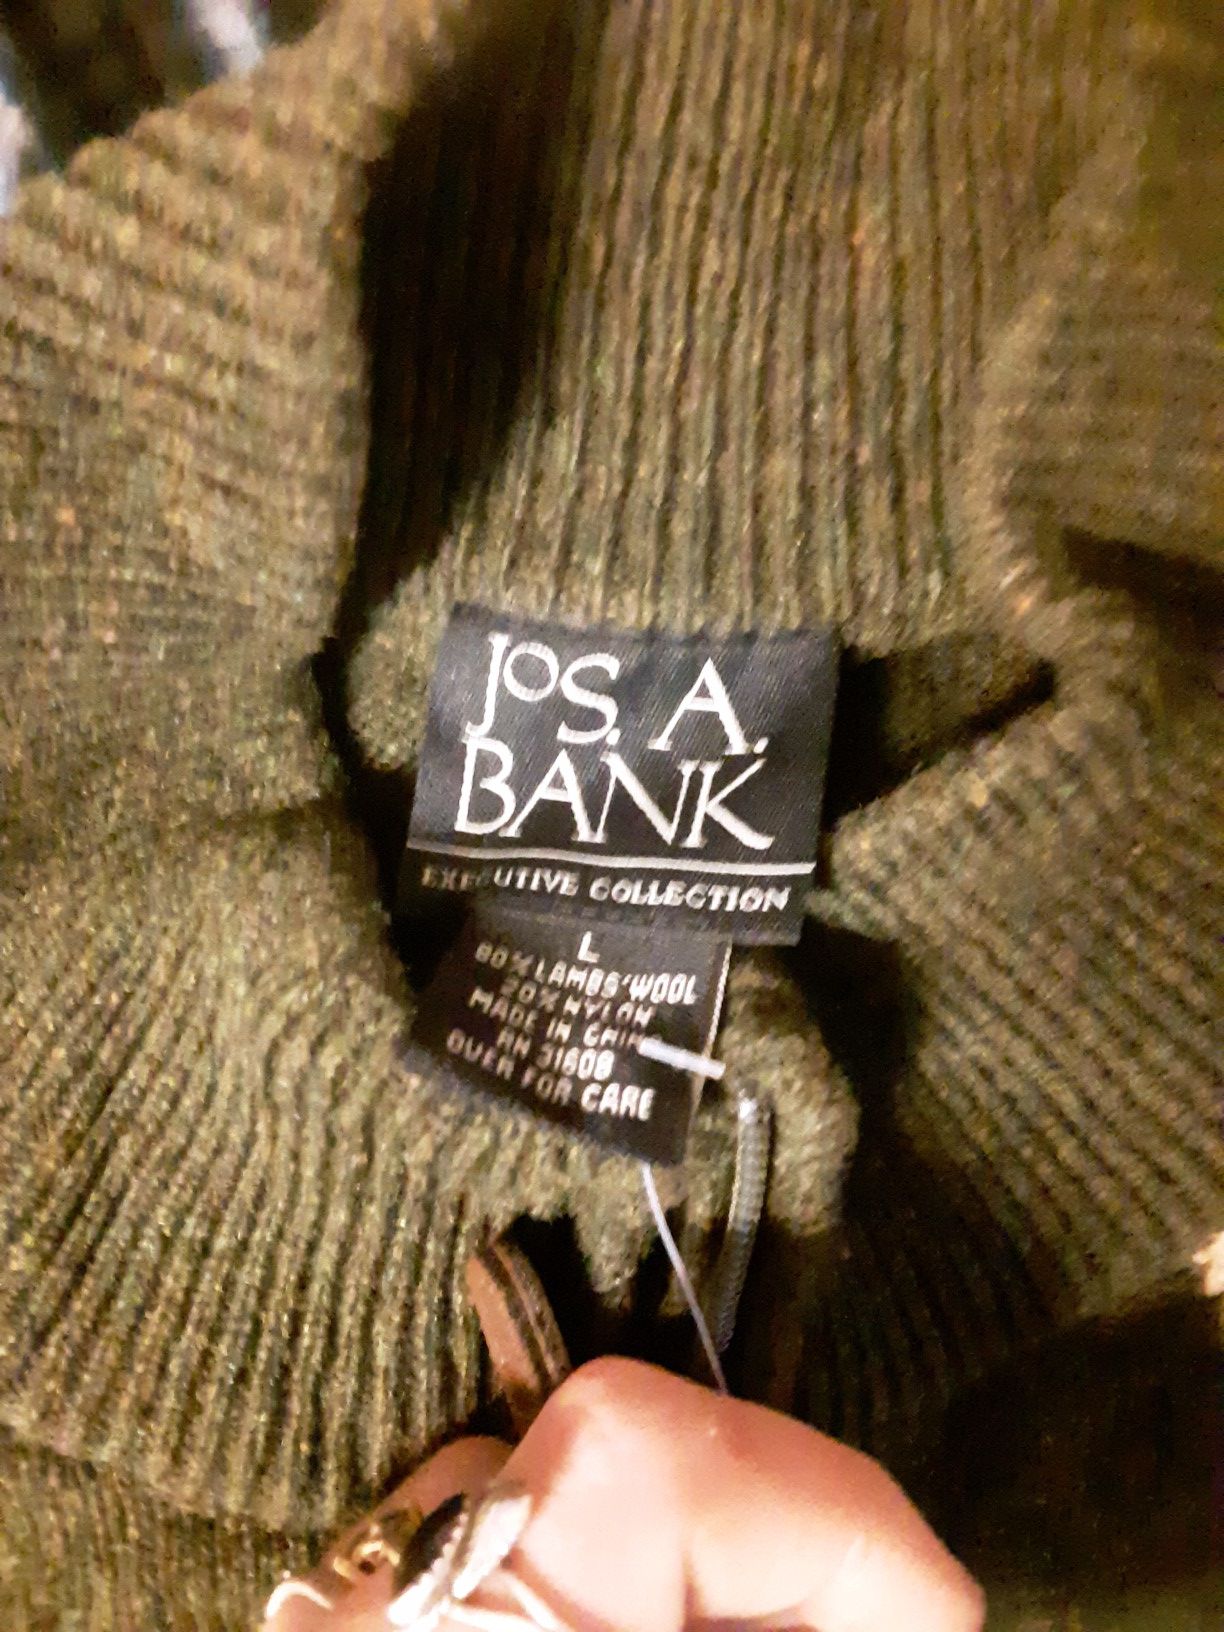 JOS. A.
BANK
EXECUTIVE COLLECTION
L
80% LAMBS' WOOL
20% NYLON
MADE IN CHINA
RN 31608
OVER FOR CARE